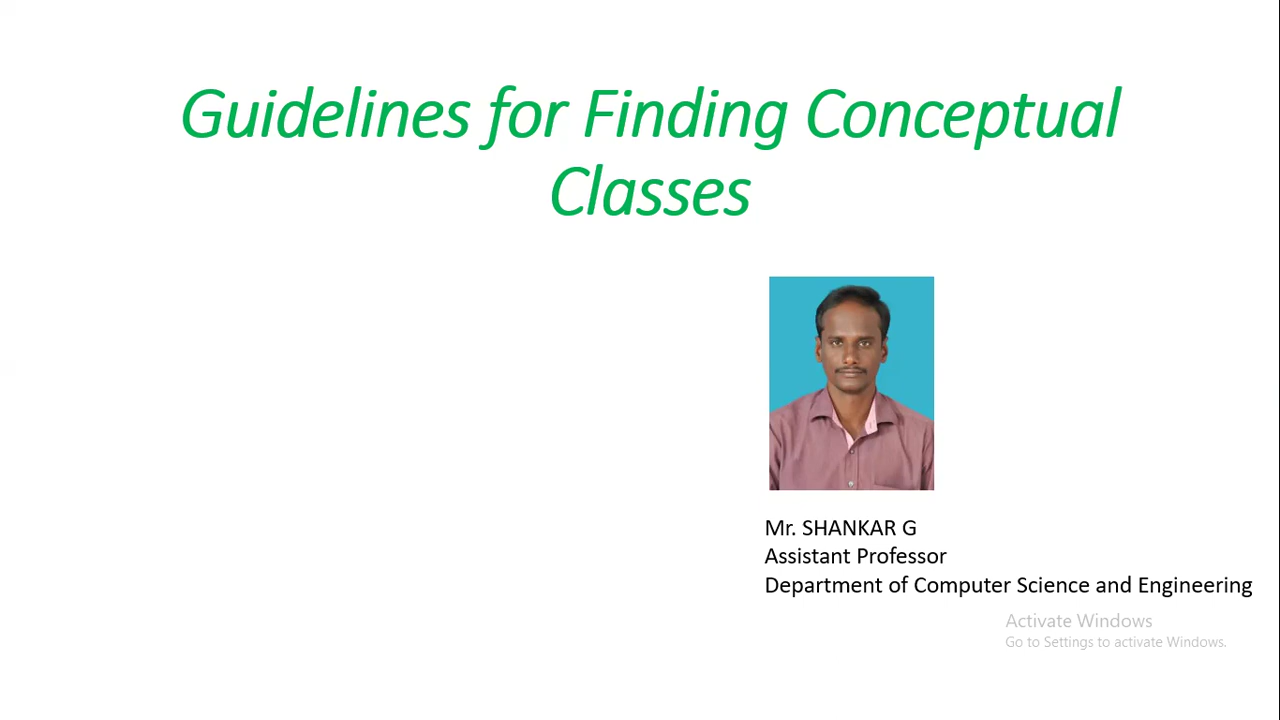 Guidelines for Finding Conceptual
Classes
Mr. SHANKAR G
Assistant Professor
Department of Computer Science and Engineering
Activate Windows
Go to Settings to activate Windows.